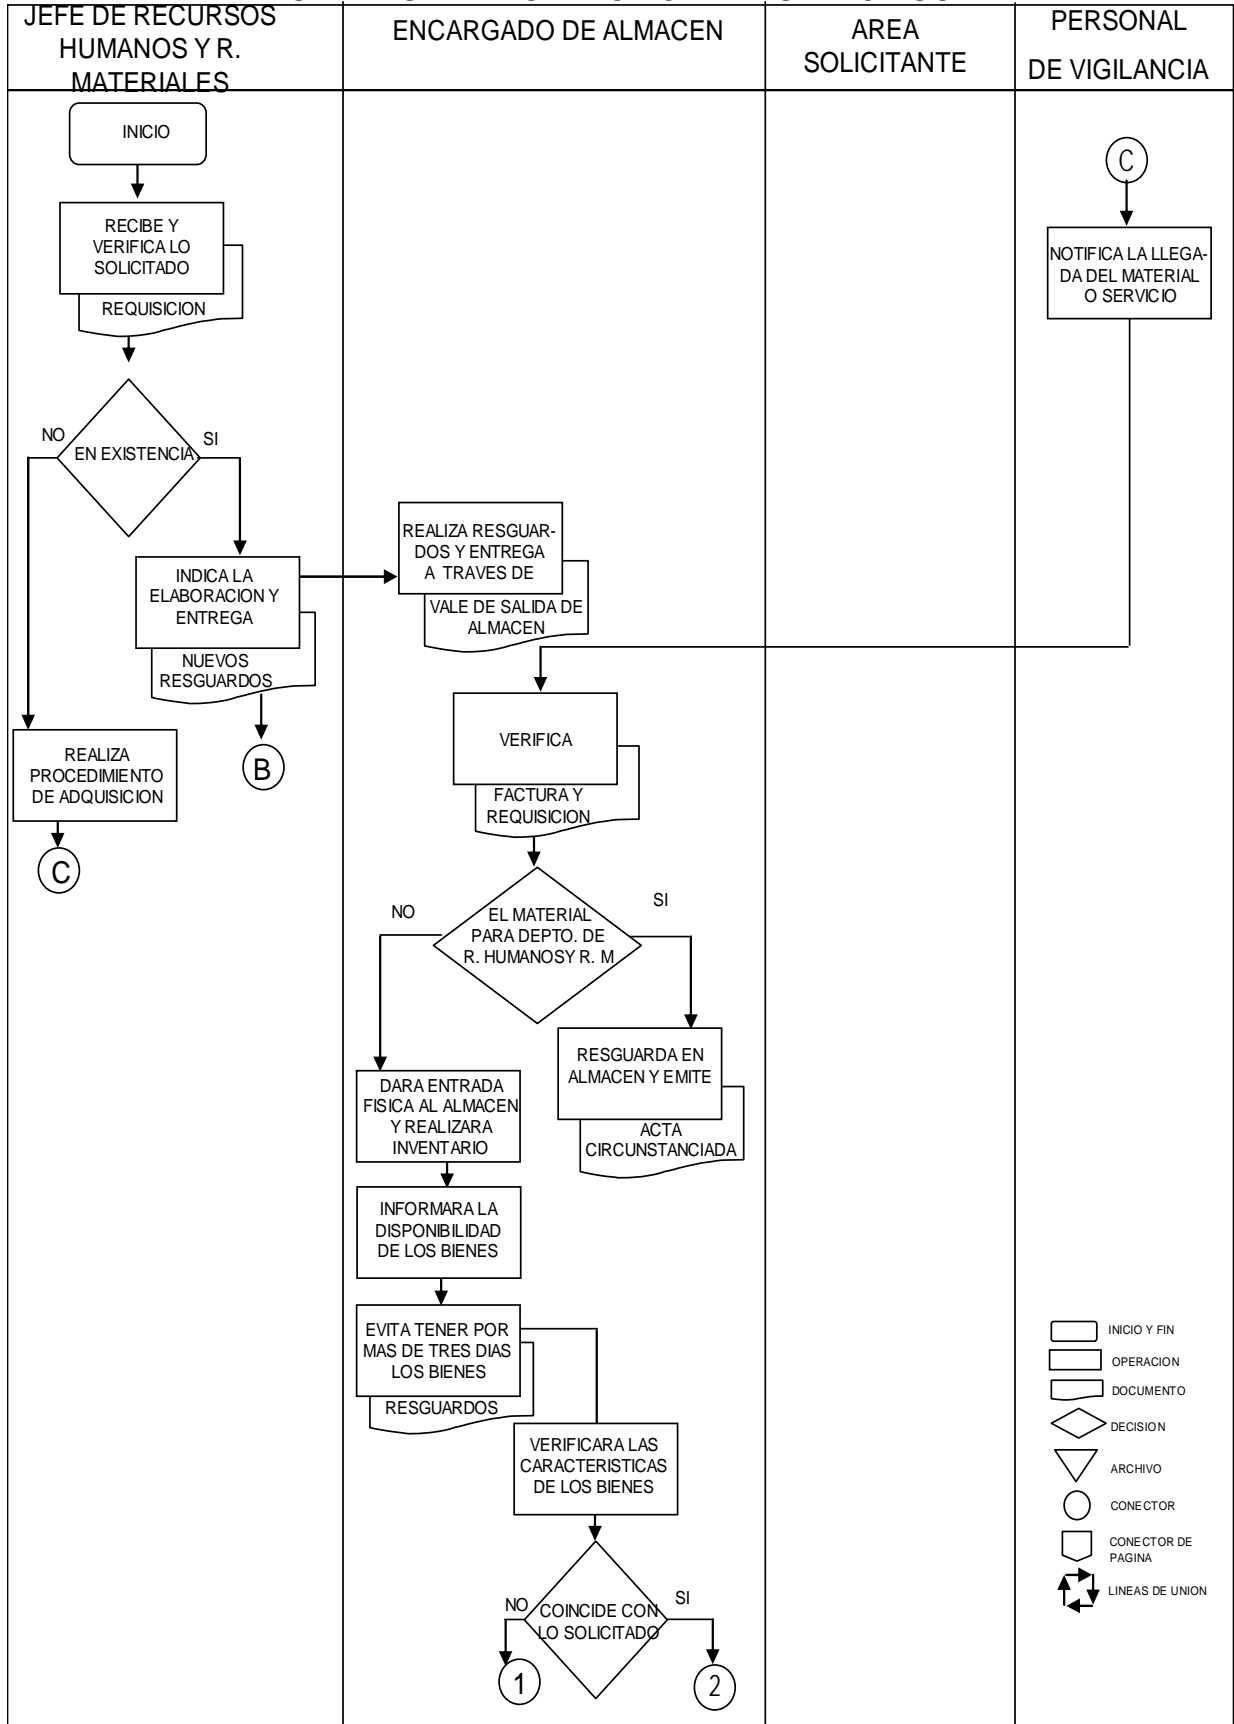 JEFE DE RECURSOS
HUMANOS Y R.
MATERIALES
ENCARGADO DE ALMACEN
AREA
SOLICITANTE
PERSONAL
DE VIGILANCIA
INICIO
RECIBE Y
VERIFICA LO
SOLICITADO
REQUISICION
NO
EN EXISTENCIA
SI
INDICA LA
ELABORACION Y
ENTREGA
NUEVOS
RESGUARDOS
B
REALIZA
PROCEDIMIENTO
DE ADQUISICION
C
REALIZA RESGUAR-
DOS Y ENTREGA
A TRAVES DE
VALE DE SALIDA DE
ALMACEN
C
NOTIFICA LA LLEGA-
DA DEL MATERIAL
O SERVICIO
VERIFICA
FACTURA Y
REQUISICION
NO
EL MATERIAL
PARA DEPTO. DE
R. HUMANOSY R. M
SI
RESGUARDA EN
ALMACEN Y EMITE
ACTA
CIRCUNSTANCIADA
DARA ENTRADA
FISICA AL ALMACEN
Y REALIZARA
INVENTARIO
INFORMARA LA
DISPONIBILIDAD
DE LOS BIENES
EVITA TENER POR
MAS DE TRES DIAS
LOS BIENES
RESGUARDOS
VERIFICARA LAS
CARACTERISTICAS
DE LOS BIENES
NO
COINCIDE CON
LO SOLICITADO
SI
1
2
INICIO Y FIN
OPERACION
DOCUMENTO
DECISION
ARCHIVO
CONECTOR
CONECTOR DE
PAGINA
LINEAS DE UNION